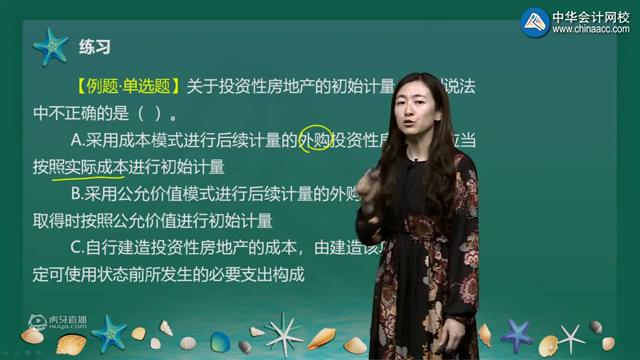 中华会计网校
www.chinaacc.com
练习
【例题·单选题】关于投资性房地产的初始计量
说法
中不正确的是（ ）。
A.采用成本模式进行后续计量的外购投资性房
应当
按照实际成本进行初始计量
B.采用公允价值模式进行后续计量的外购
取得时按照公允价值进行初始计量
C.自行建造投资性房地产的成本，由建造该
定可使用状态前所发生的必要支出构成
虎牙直播
Huya.com